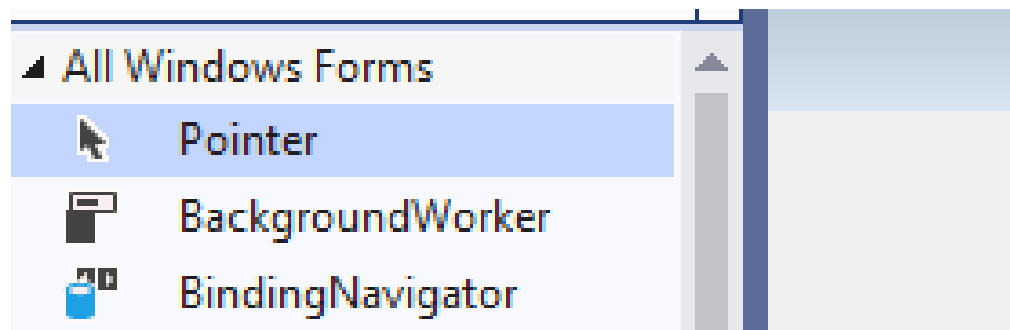 All Windows Forms
Pointer
BackgroundWorker
BindingNavigator